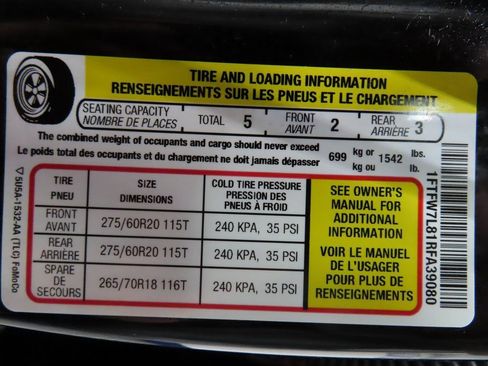 TIRE AND LOADING INFORMATION
RENSEIGNEMENTS SUR LES PNEUS ET LE CHARGEMENT
SEATING CAPACITY
NOMBRE DE PLACES
TOTAL 5
FRONT
AVANT 2
REAR
ARRIÈRE 3
The combined weight of occupants and cargo should never exceed 699 kg or 1542 lbs.
Le poids total des occupants et du chargement ne doit jamais dépasser kg ou lb.
TIRE
PNEU
SIZE
DIMENSIONS
COLD TIRE PRESSURE
PRESSION DES
PNEUS À FROID
FRONT
AVANT
275/60R20 115T
240 KPA, 35 PSI
REAR
ARRIÈRE
275/60R20 115T
240 KPA, 35 PSI
SPARE
DE
SECOURS
265/70R18 116T
240 KPA, 35 PSI
SEE OWNER'S
MANUAL FOR
ADDITIONAL
INFORMATION
VOIR LE MANUEL
DE L'USAGER
POUR PLUS DE
RENSEIGNEMENTS
5U5A-1532-AA (TLC) FoMoCo
1FTFW7L81RFA39080